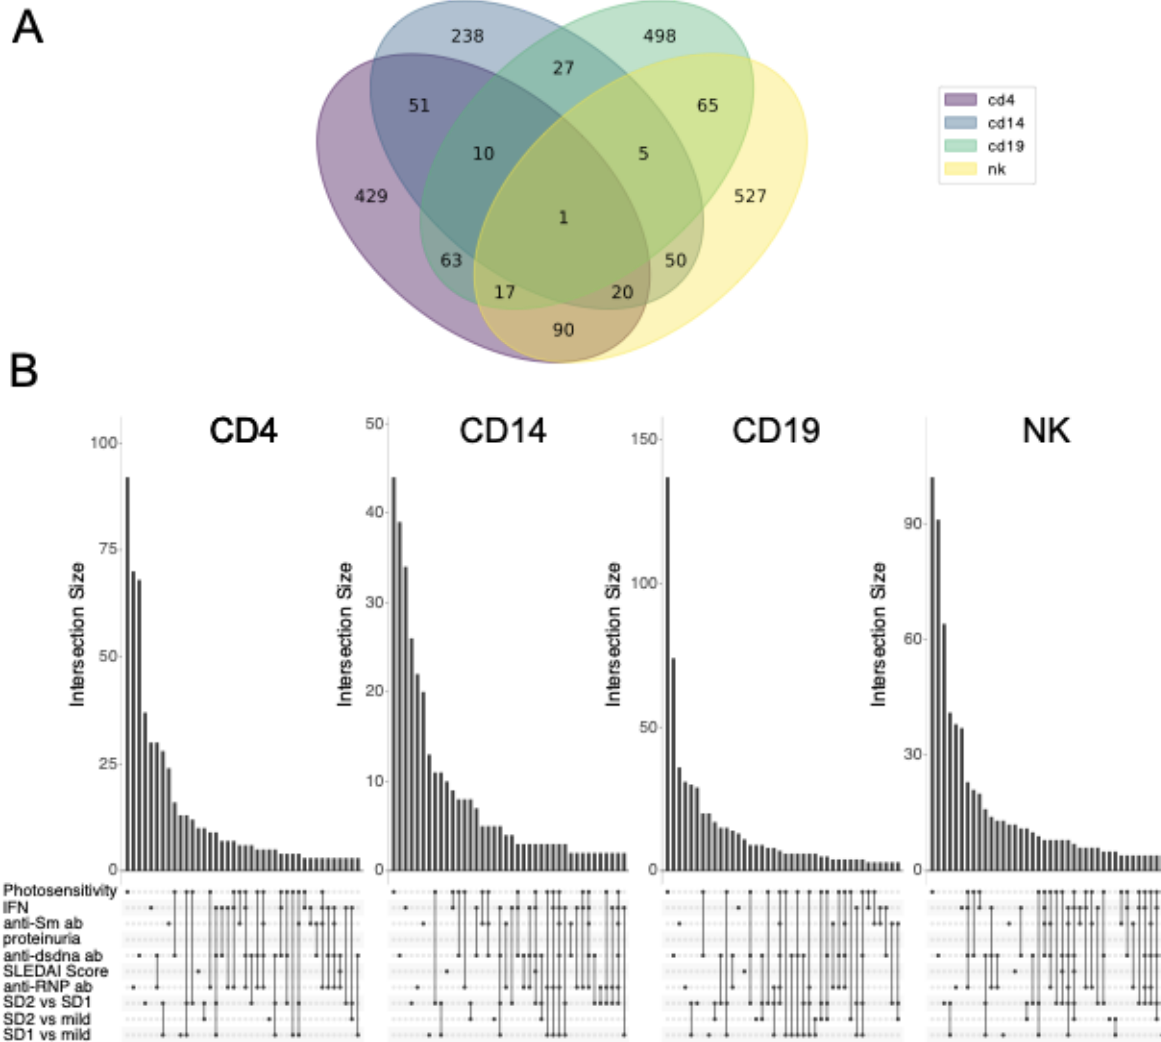 A
238
498
27
51
65
10
5
429
527
1
63
50
17
20
90
cd4
cd14
cd19
nk
B
CD4
CD14
CD19
NK
Intersection Size
100
75
50
25
0
Intersection Size
50
40
30
20
10
0
Intersection Size
150
100
50
0
Intersection Size
90
60
30
0
Photosensitivity
IFN
anti-Sm ab
proteinuria
anti-dsdna ab
SLEDAI Score
anti-RNP ab
SD2 vs SD1
SD2 vs mild
SD1 vs mild